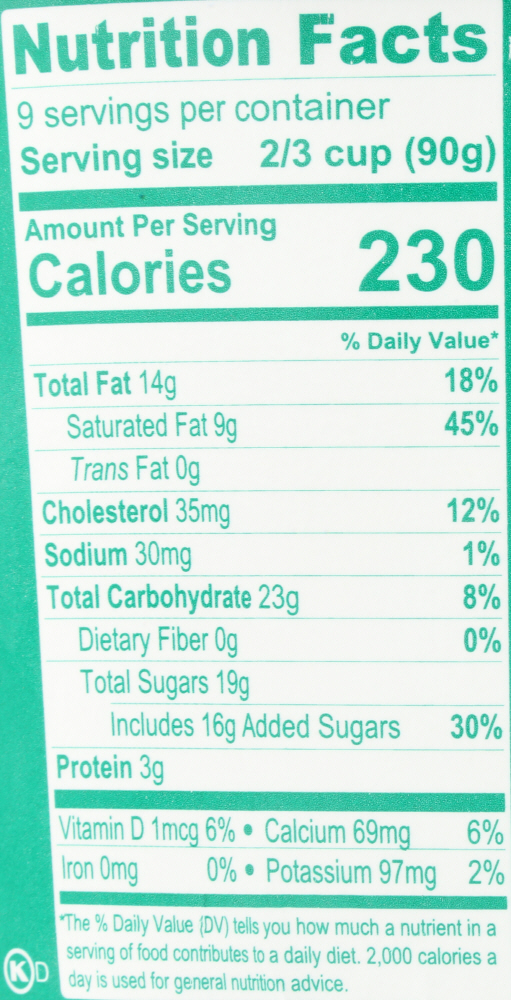 Nutrition Facts
9 servings per container
Serving size 2/3 cup (90g)
Amount Per Serving
Calories 230
% Daily Value*
Total Fat 14g 18%
Saturated Fat 9g 45%
Trans Fat 0g
Cholesterol 35mg 12%
Sodium 30mg 1%
Total Carbohydrate 23g 8%
Dietary Fiber 0g 0%
Total Sugars 19g
Includes 16g Added Sugars 30%
Protein 3g
Vitamin D 1mcg 6% • Calcium 69mg 6%
Iron 0mg 0% • Potassium 97mg 2%
*The % Daily Value (DV) tells you how much a nutrient in a
serving of food contributes to a daily diet. 2,000 calories a
day is used for general nutrition advice.
K D